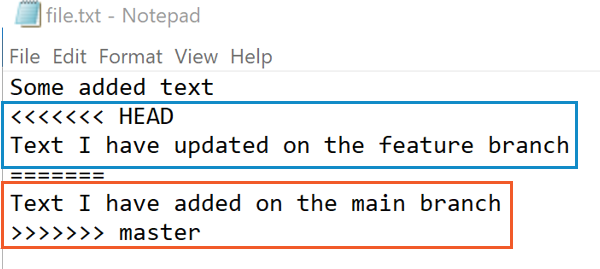 file.txt - Notepad
File Edit Format View Help
Some added text
<<<<<<< HEAD
Text I have updated on the feature branch
=======
Text I have added on the main branch
>>>>>>> master